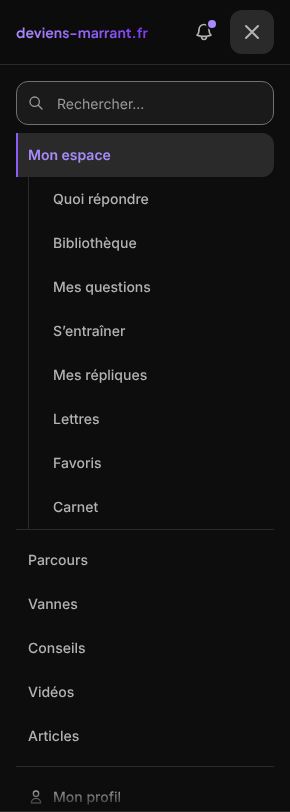 deviens-marrant.fr
Rechercher...
Mon espace
Quoi répondre
Bibliothèque
Mes questions
S’entraîner
Mes répliques
Lettres
Favoris
Carnet
Parcours
Vannes
Conseils
Vidéos
Articles
Mon profil